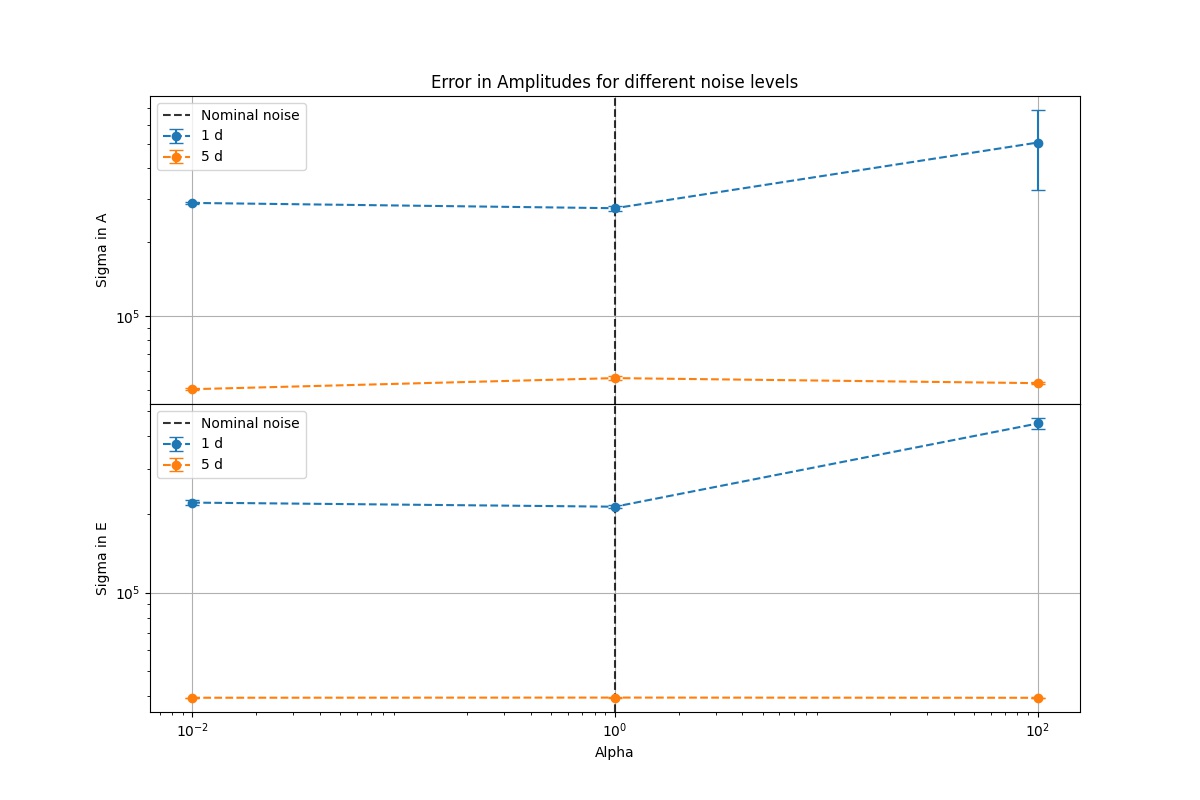 Error in Amplitudes for different noise levels
Nominal noise
1 d
5 d
Sigma in A
10^5
Nominal noise
1 d
5 d
Sigma in E
10^5
10^-2
10^0
10^2
Alpha